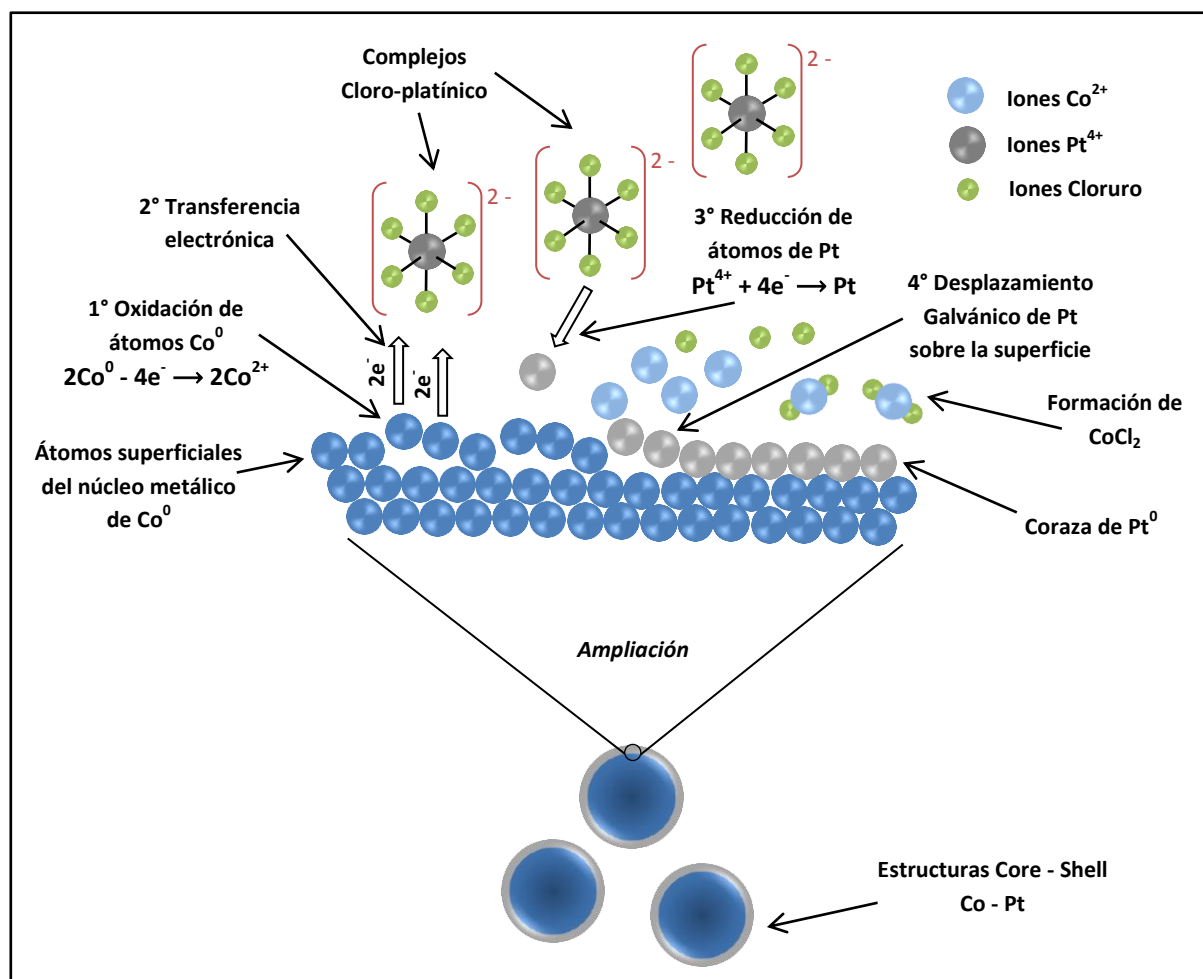 Complejos
Cloro-platínico
2 -
2 -
2 -
Iones Co²⁺
Iones Pt⁴⁺
Iones Cloruro
2° Transferencia
electrónica
3° Reducción de
átomos de Pt
Pt⁴⁺ + 4e⁻ ⟶ Pt
4° Desplazamiento
Galvánico de Pt
sobre la superficie
1° Oxidación de
átomos Co⁰
2Co⁰ - 4e⁻ ⟶ 2Co²⁺
2e⁻
2e⁻
Formación de
CoCl₂
Átomos superficiales
del núcleo metálico
de Co⁰
Coraza de Pt⁰
Ampliación
Estructuras Core - Shell
Co - Pt